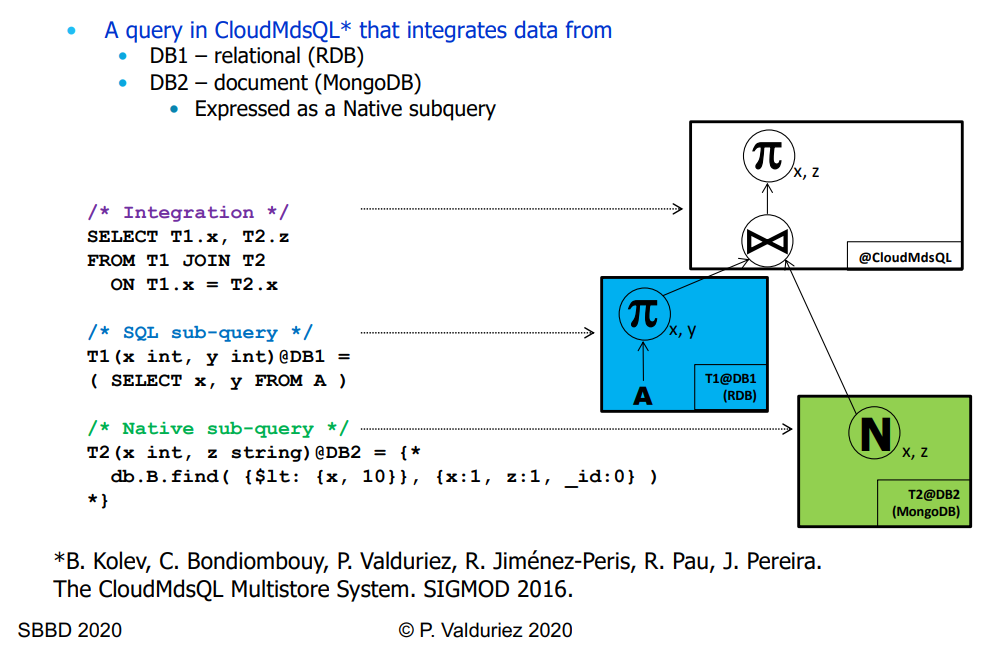 • A query in CloudMdsQL* that integrates data from
• DB1 – relational (RDB)
• DB2 – document (MongoDB)
• Expressed as a Native subquery
/* Integration */
SELECT T1.x, T2.z
FROM T1 JOIN T2
ON T1.x = T2.x
/* SQL sub-query */
T1(x int, y int)@DB1 =
( SELECT x, y FROM A )
/* Native sub-query */
T2(x int, z string)@DB2 = {*
db.B.find( {$lt: {x, 10}}, {x:1, z:1, _id:0} )
*}
π x, z
⋈
@CloudMdsQL
π x, y
A
T1@DB1
(RDB)
N x, z
T2@DB2
(MongoDB)
*B. Kolev, C. Bondiombouy, P. Valduriez, R. Jiménez-Peris, R. Pau, J. Pereira.
The CloudMdsQL Multistore System. SIGMOD 2016.
SBBD 2020
© P. Valduriez 2020